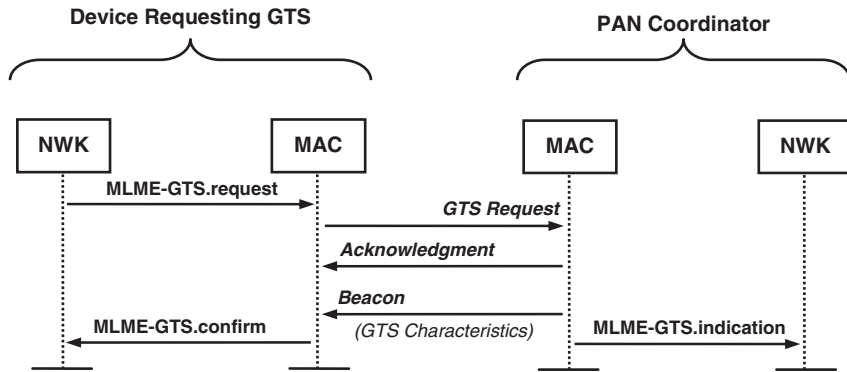 Device Requesting GTS
PAN Coordinator
NWK
MAC
MAC
NWK
MLME-GTS.request
GTS Request
Acknowledgment
Beacon
(GTS Characteristics)
MLME-GTS.confirm
MLME-GTS.indication